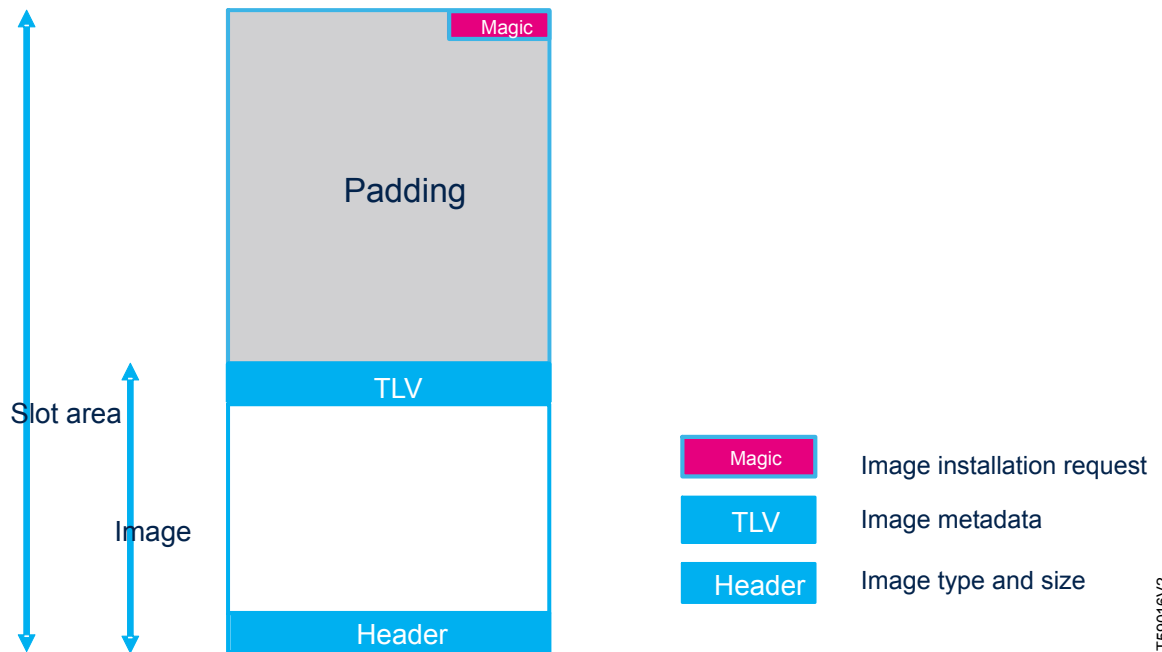 Magic
Padding
TLV
Slot area
Image
Header
Magic
Image installation request
TLV
Image metadata
Header
Image type and size